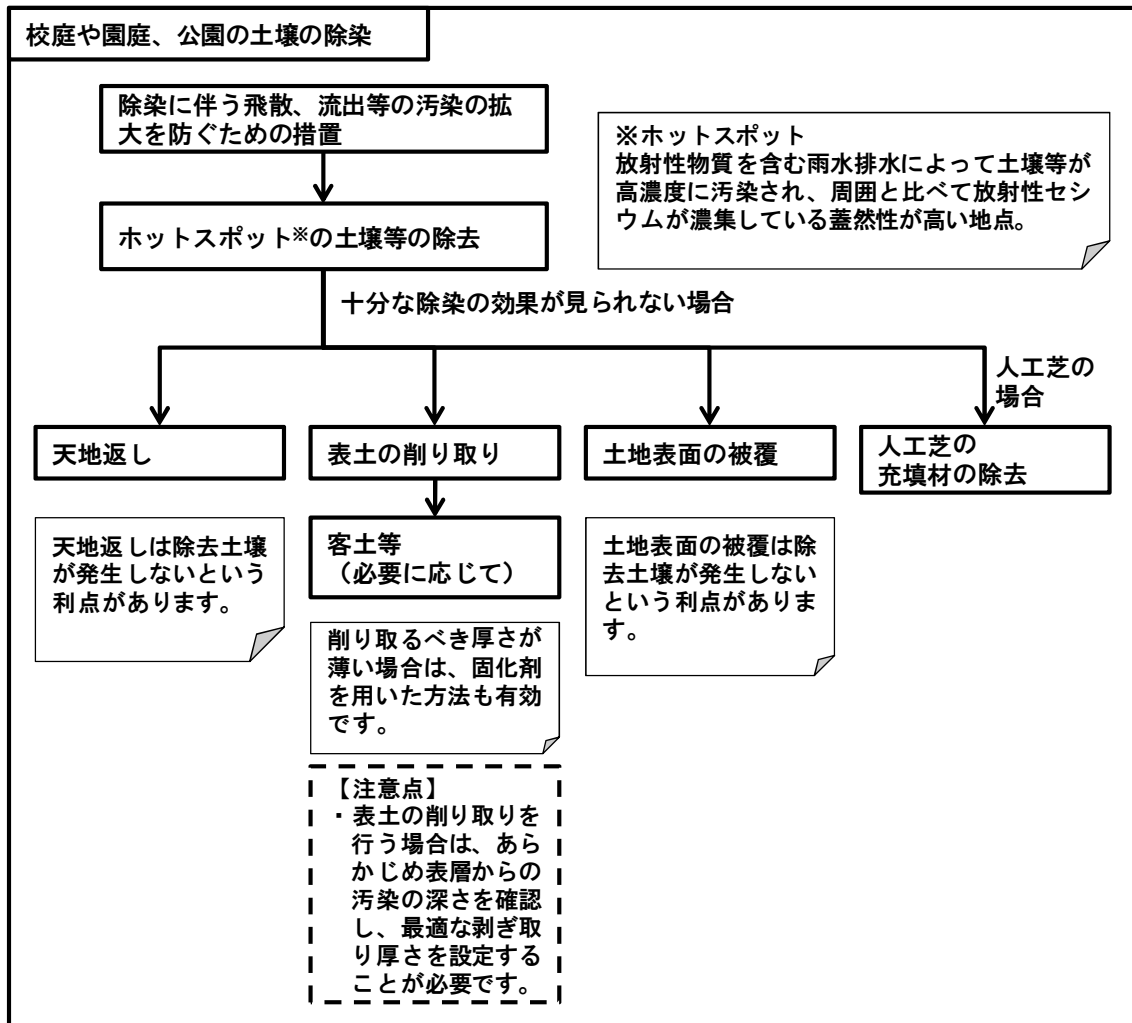 校庭や園庭、公園の土壌の除染
除染に伴う飛散、流出等の汚染の拡
大を防ぐための措置
※ホットスポット
放射性物質を含む雨水排水によって土壌等が
高濃度に汚染され、周囲と比べて放射性セシ
ウムが濃集している蓋然性が高い地点。
ホットスポット※の土壌等の除去
十分な除染の効果が見られない場合
人工芝の
場合
天地返し
表土の削り取り
土地表面の被覆
人工芝の
充填材の除去
天地返しは除去土壌
が発生しないという
利点があります。
客土等
（必要に応じて）
土地表面の被覆は除
去土壌が発生しない
という利点がありま
す。
削り取るべき厚さが
薄い場合は、固化剤
を用いた方法も有効
です。
【注意点】
・表土の削り取りを
行う場合は、あら
かじめ表層からの
汚染の深さを確認
し、最適な剥ぎ取
り厚さを設定する
ことが必要です。